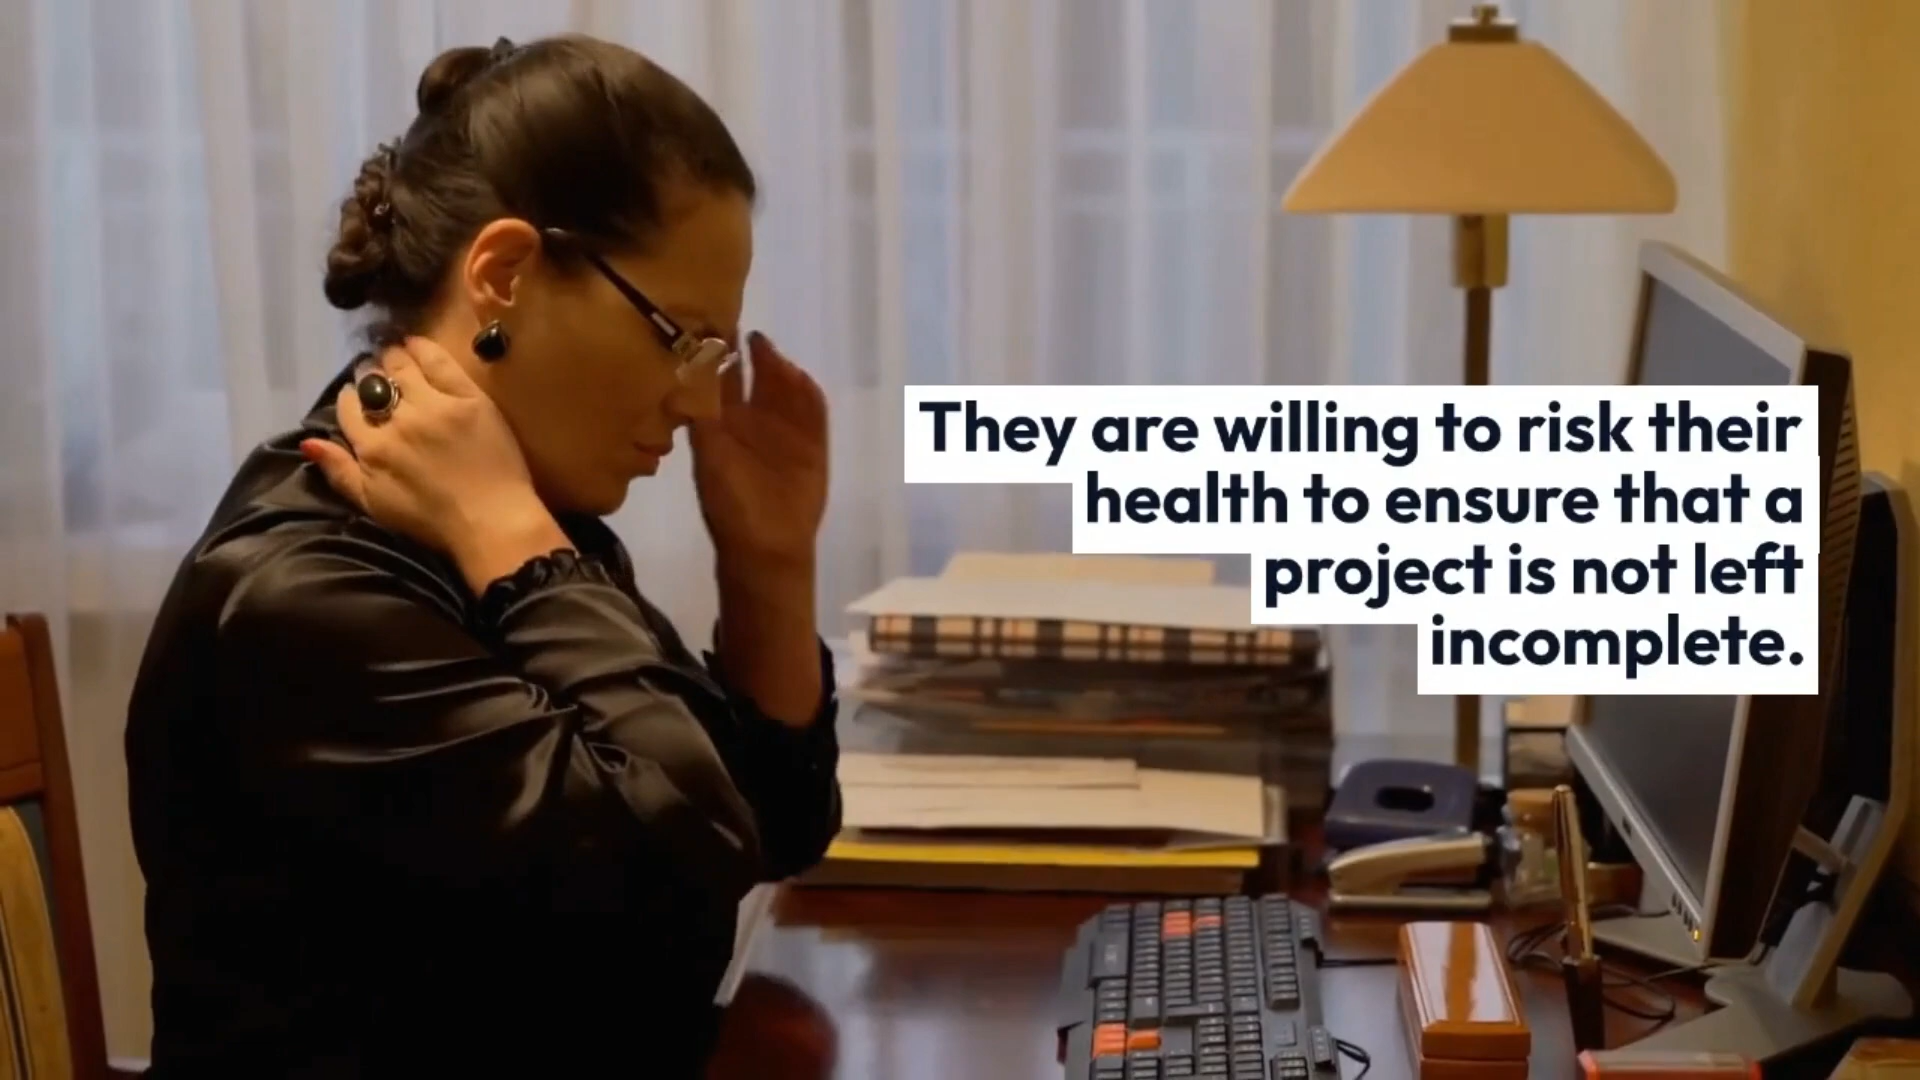 They are willing to risk their
health to ensure that a
project is not left
incomplete.